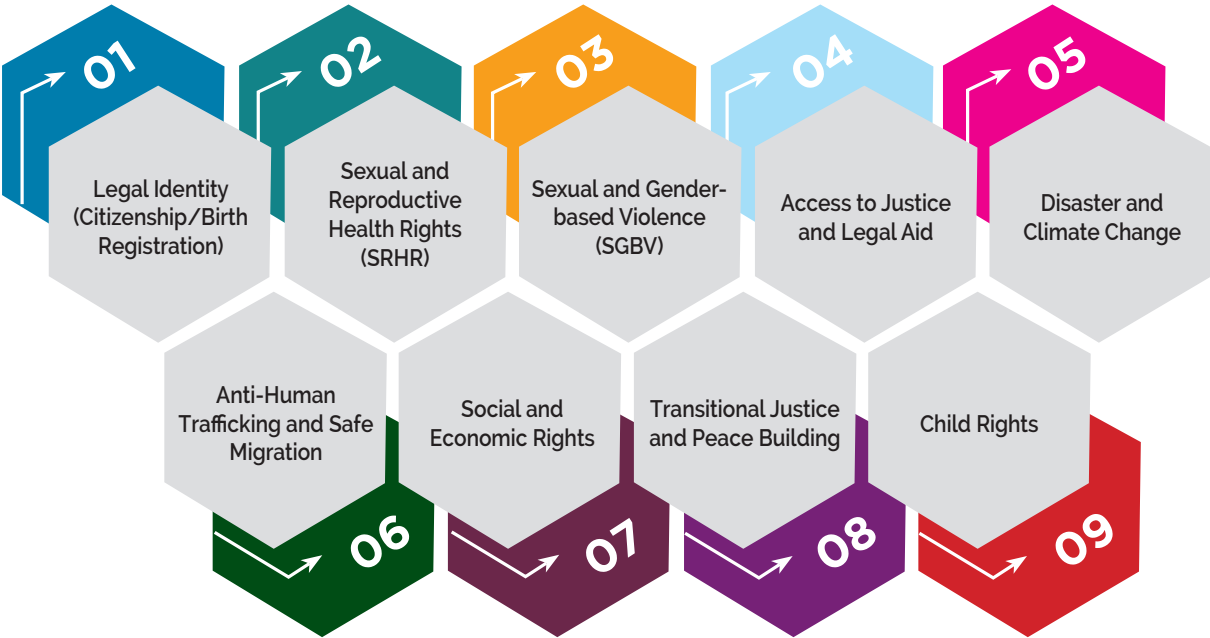 01
Legal Identity
(Citizenship/Birth
Registration)
02
Sexual and
Reproductive
Health Rights
(SRHR)
03
Sexual and Gender-
based Violence
(SGBV)
04
Access to Justice
and Legal Aid
05
Disaster and
Climate Change
Anti-Human
Trafficking and Safe
Migration
06
Social and
Economic Rights
07
Transitional Justice
and Peace Building
08
Child Rights
09